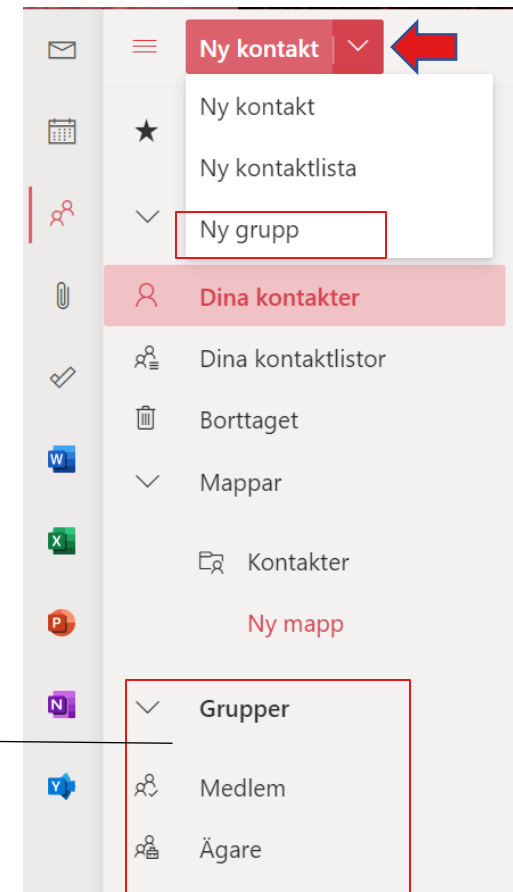 Ny kontakt
Ny kontakt
Ny kontaktlista
Ny grupp
Dina kontakter
Dina kontaktlistor
Borttaget
W
Mappar
X
Kontakter
P
Ny mapp
N
Grupper
Y
Medlem
Ägare